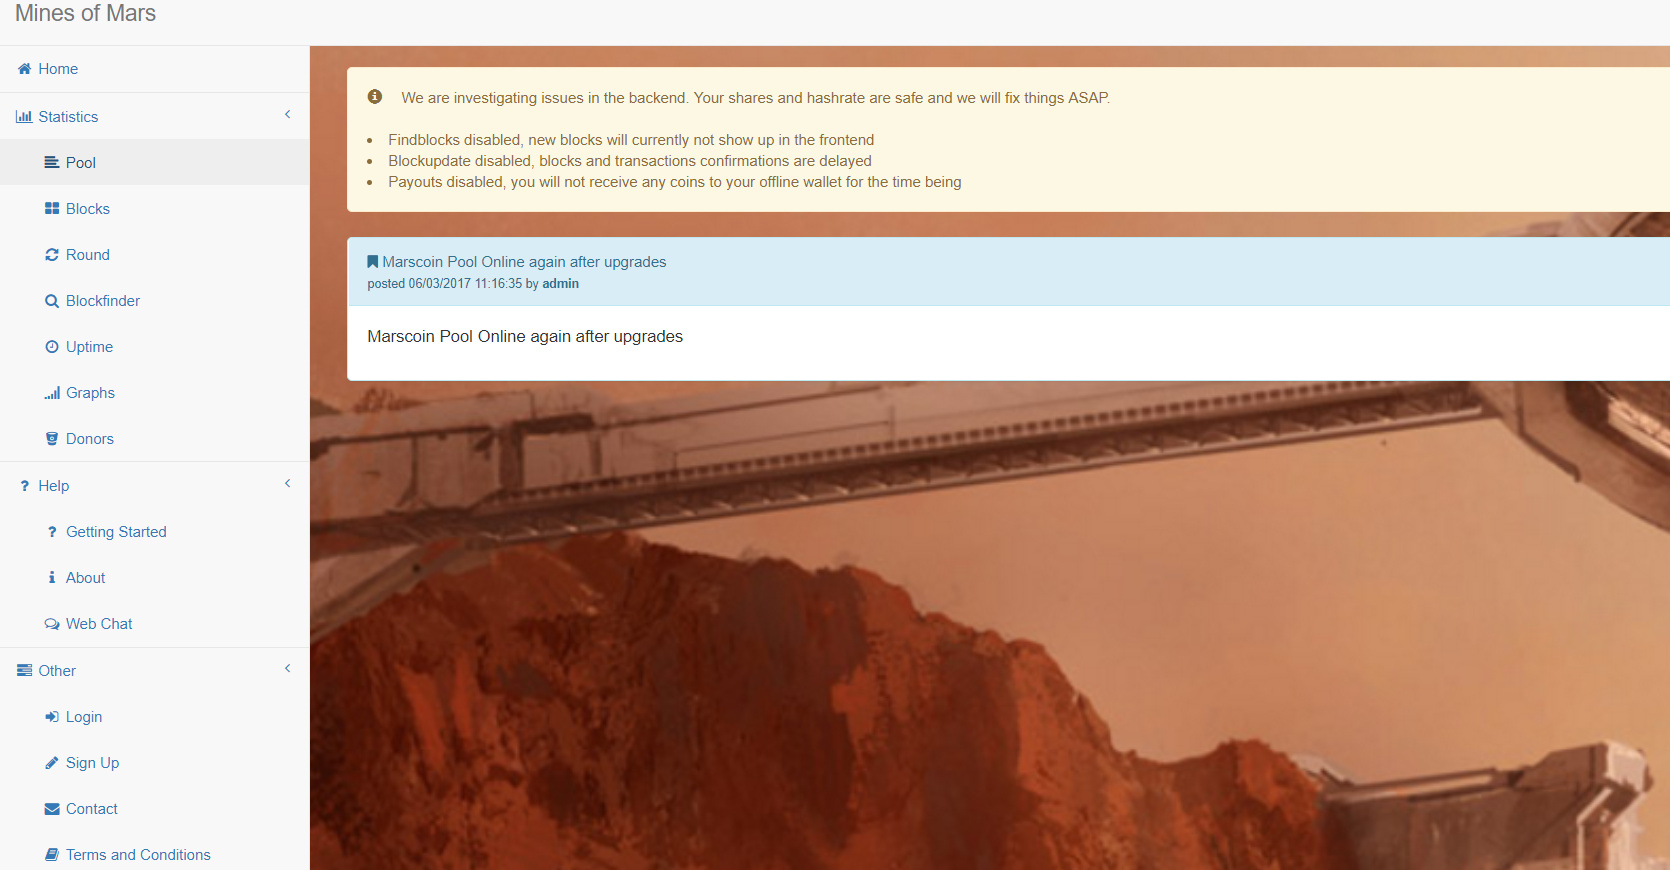 Mines of Mars
Home
Statistics
Pool
Blocks
Round
Blockfinder
Uptime
Graphs
Donors
Help
Getting Started
About
Web Chat
Other
Login
Sign Up
Contact
Terms and Conditions
We are investigating issues in the backend. Your shares and hashrate are safe and we will fix things ASAP.
• Findblocks disabled, new blocks will currently not show up in the frontend
• Blockupdate disabled, blocks and transactions confirmations are delayed
• Payouts disabled, you will not receive any coins to your offline wallet for the time being
Marscoin Pool Online again after upgrades
posted 06/03/2017 11:16:35 by admin
Marscoin Pool Online again after upgrades